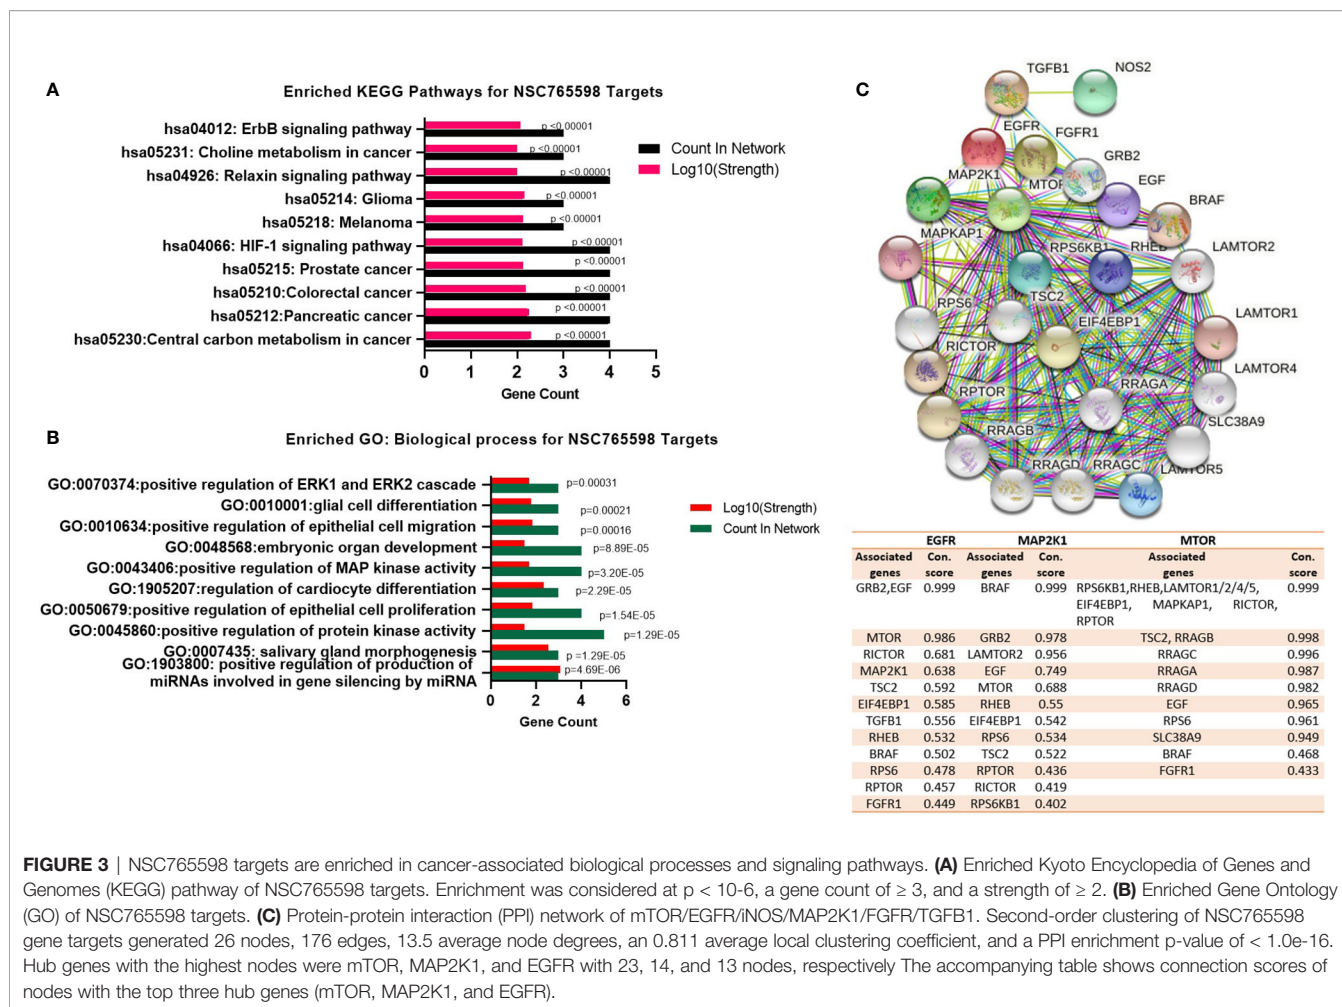 A
Enriched KEGG Pathways for NSC765598 Targets
hsa04012: ErbB signaling pathway
p <0.00001
hsa05231: Choline metabolism in cancer
p <0.00001
hsa04926: Relaxin signaling pathway
p <0.00001
hsa05214: Glioma
p <0.00001
hsa05218: Melanoma
p <0.00001
hsa04066: HIF-1 signaling pathway
p <0.00001
hsa05215: Prostate cancer
p <0.00001
hsa05210:Colorectal cancer
p <0.00001
hsa05212:Pancreatic cancer
p <0.00001
hsa05230:Central carbon metabolism in cancer
p <0.00001
Count In Network
Log10(Strength)
0 1 2 3 4 5
Gene Count
B
Enriched GO: Biological process for NSC765598 Targets
GO:0070374:positive regulation of ERK1 and ERK2 cascade
p=0.00031
GO:0010001:glial cell differentiation
p=0.00021
GO:0010634:positive regulation of epithelial cell migration
p=0.00016
GO:0048568:embryonic organ development
p=8.89E-05
GO:0043406:positive regulation of MAP kinase activity
p=3.20E-05
GO:1905207:regulation of cardiocyte differentiation
p=2.29E-05
GO:0050679:positive regulation of epithelial cell proliferation
p=1.54E-05
GO:0045860:positive regulation of protein kinase activity
p=1.29E-05
GO:0007435: salivary gland morphogenesis
p =1.29E-05
GO:1903800: positive regulation of production of
miRNAs involved in gene silencing by miRNA
p=4.69E-06
Log10(Strength)
Count In Network
0 2 4 6
Gene Count
C
TGFB1
NOS2
EGFR
FGFR1
GRB2
MAP2K1
MTOR
EGF
BRAF
MAPKAP1
RPS6KB1
RHEB
LAMTOR2
RPS6
TSC2
EIF4EBP1
LAMTOR1
RICTOR
LAMTOR4
RPTOR
RRAGA
SLC38A9
RRAGB
RRAGD
RRAGC
LAMTOR5
EGFR MAP2K1 MTOR
Associated Con. Associated Con. Associated Con.
genes score genes score genes score
GRB2,EGF 0.999 BRAF 0.999 RPS6KB1,RHEB,LAMTOR1/2/4/5, 0.999
EIF4EBP1, MAPKAP1, RICTOR,
RPTOR
MTOR 0.986 GRB2 0.978 TSC2, RRAGB 0.998
RICTOR 0.681 LAMTOR2 0.956 RRAGC 0.996
MAP2K1 0.638 EGF 0.749 RRAGA 0.987
TSC2 0.592 MTOR 0.688 RRAGD 0.982
EIF4EBP1 0.585 RHEB 0.55 EGF 0.965
TGFB1 0.556 EIF4EBP1 0.542 RPS6 0.961
RHEB 0.532 RPS6 0.534 SLC38A9 0.949
BRAF 0.502 TSC2 0.522 BRAF 0.468
RPS6 0.478 RPTOR 0.436 FGFR1 0.433
RPTOR 0.457 RICTOR 0.419
FGFR1 0.449 RPS6KB1 0.402
FIGURE 3 | NSC765598 targets are enriched in cancer-associated biological processes and signaling pathways. (A) Enriched Kyoto Encyclopedia of Genes and
Genomes (KEGG) pathway of NSC765598 targets. Enrichment was considered at p < 10-6, a gene count of ≥ 3, and a strength of ≥ 2. (B) Enriched Gene Ontology
(GO) of NSC765598 targets. (C) Protein-protein interaction (PPI) network of mTOR/EGFR/iNOS/MAP2K1/FGFR/TGFB1. Second-order clustering of NSC765598
gene targets generated 26 nodes, 176 edges, 13.5 average node degrees, an 0.811 average local clustering coefficient, and a PPI enrichment p-value of < 1.0e-16.
Hub genes with the highest nodes were mTOR, MAP2K1, and EGFR with 23, 14, and 13 nodes, respectively The accompanying table shows connection scores of
nodes with the top three hub genes (mTOR, MAP2K1, and EGFR).